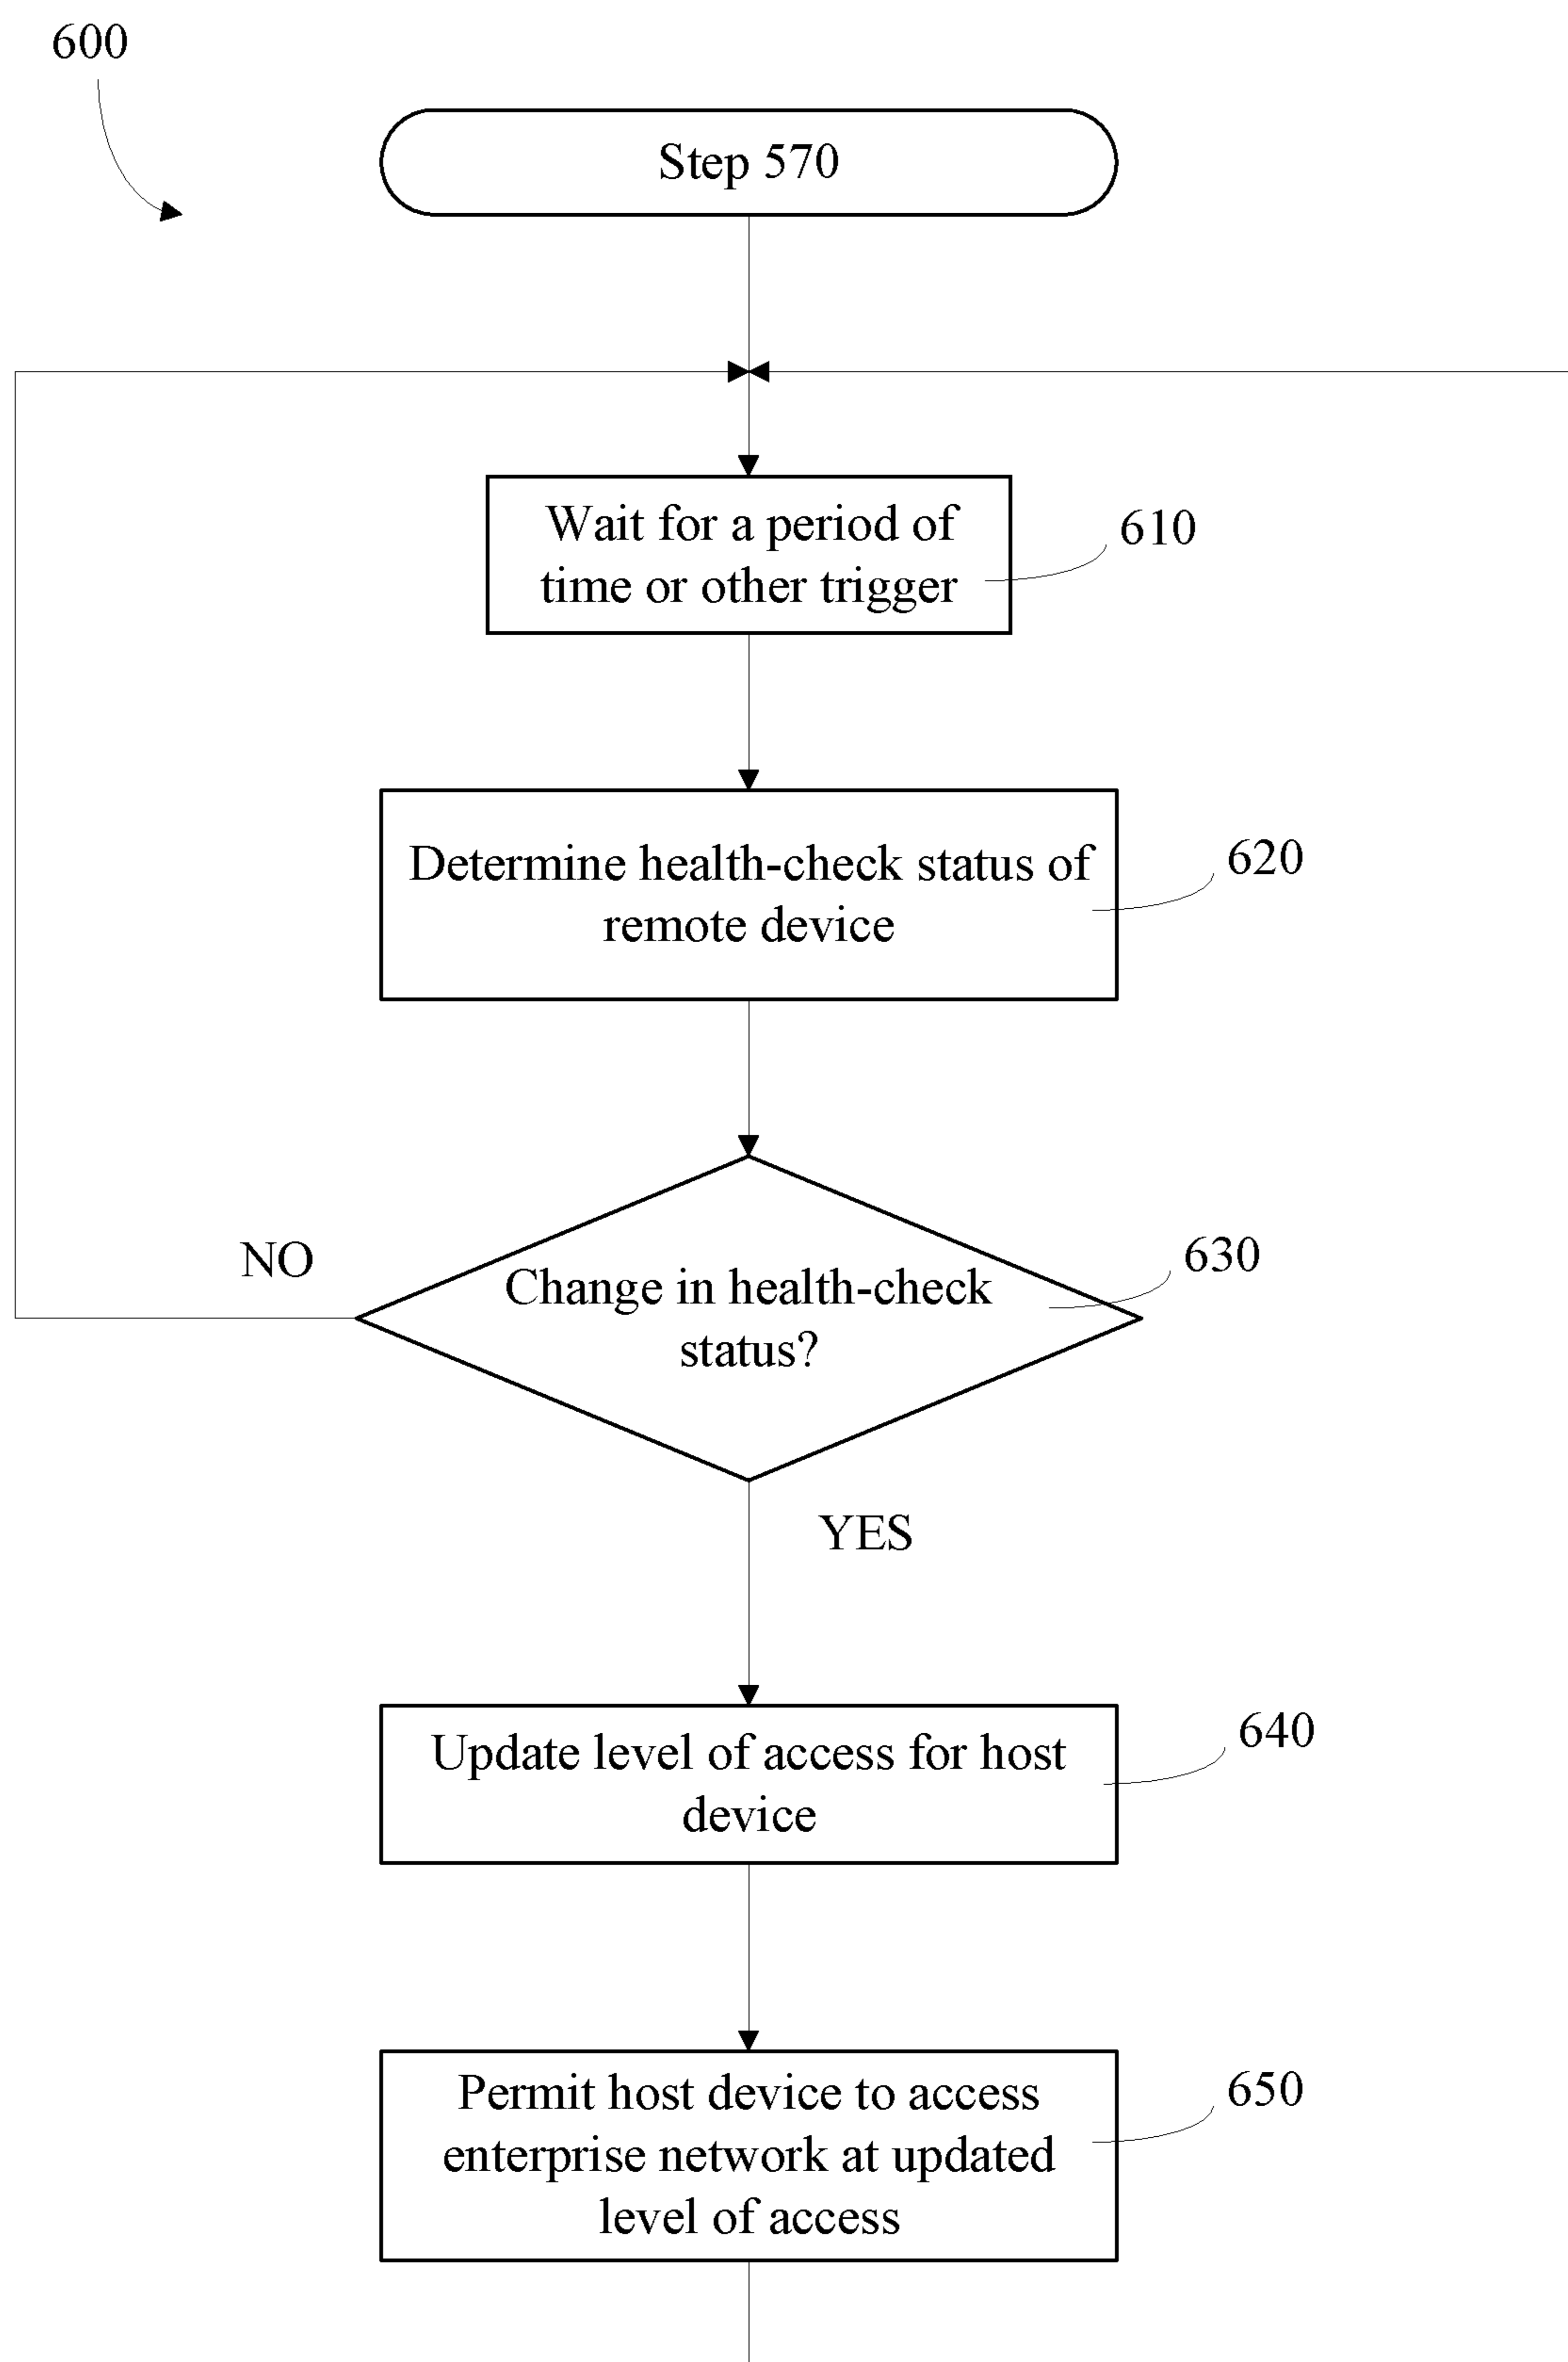 600
Step 570
Wait for a period of
time or other trigger
610
Determine health-check status of
remote device
620
NO
Change in health-check
status?
630
YES
Update level of access for host
device
640
Permit host device to access
enterprise network at updated
level of access
650